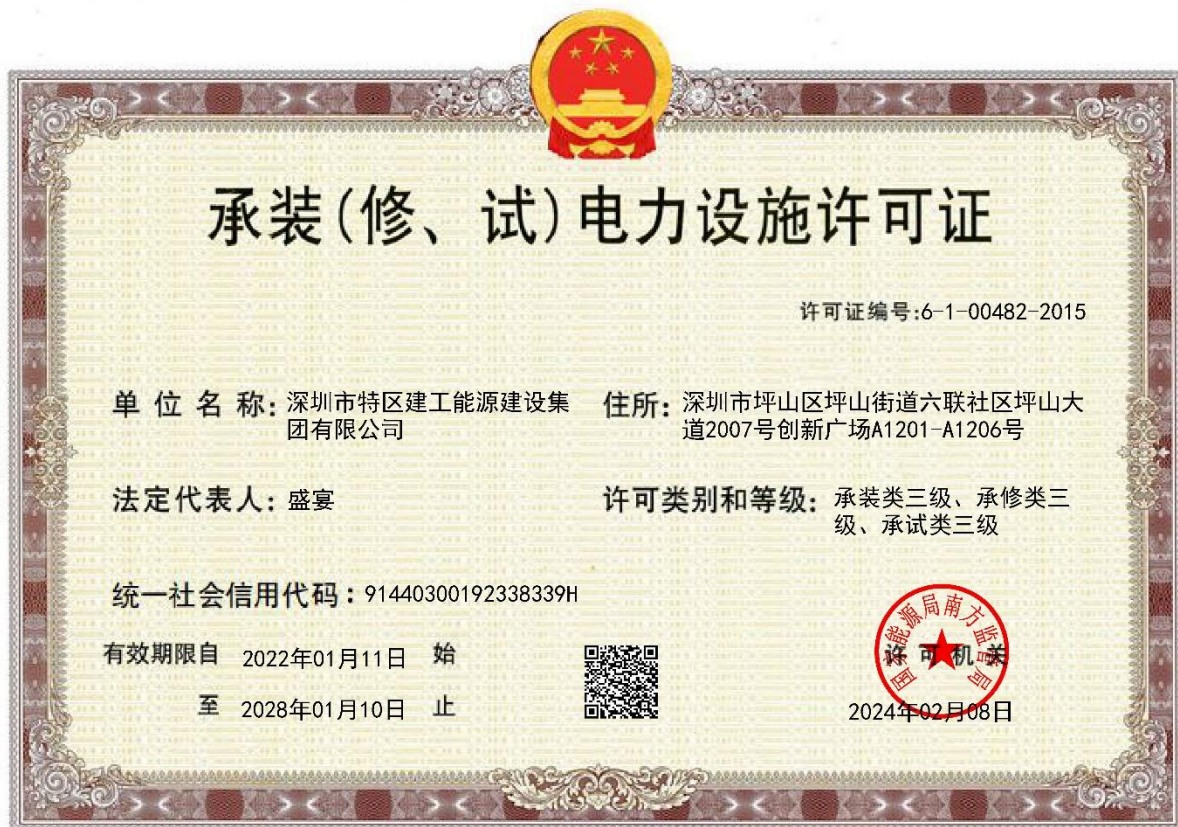 承装(修、试)电力设施许可证
许可证编号:6-1-00482-2015
单位名称:深圳市特区建工能源建设集
团有限公司
住所:深圳市坪山区坪山街道六联社区坪山大
道2007号创新广场A1201-A1206号
法定代表人:盛宴
许可类别和等级:承装类三级、承修类三
级、承试类三级
统一社会信用代码:91440300192338339H
有效期限自 2022年01月11日 始
至 2028年01月10日 止
国家能源局南方监管局
许可机关
2024年02月08日